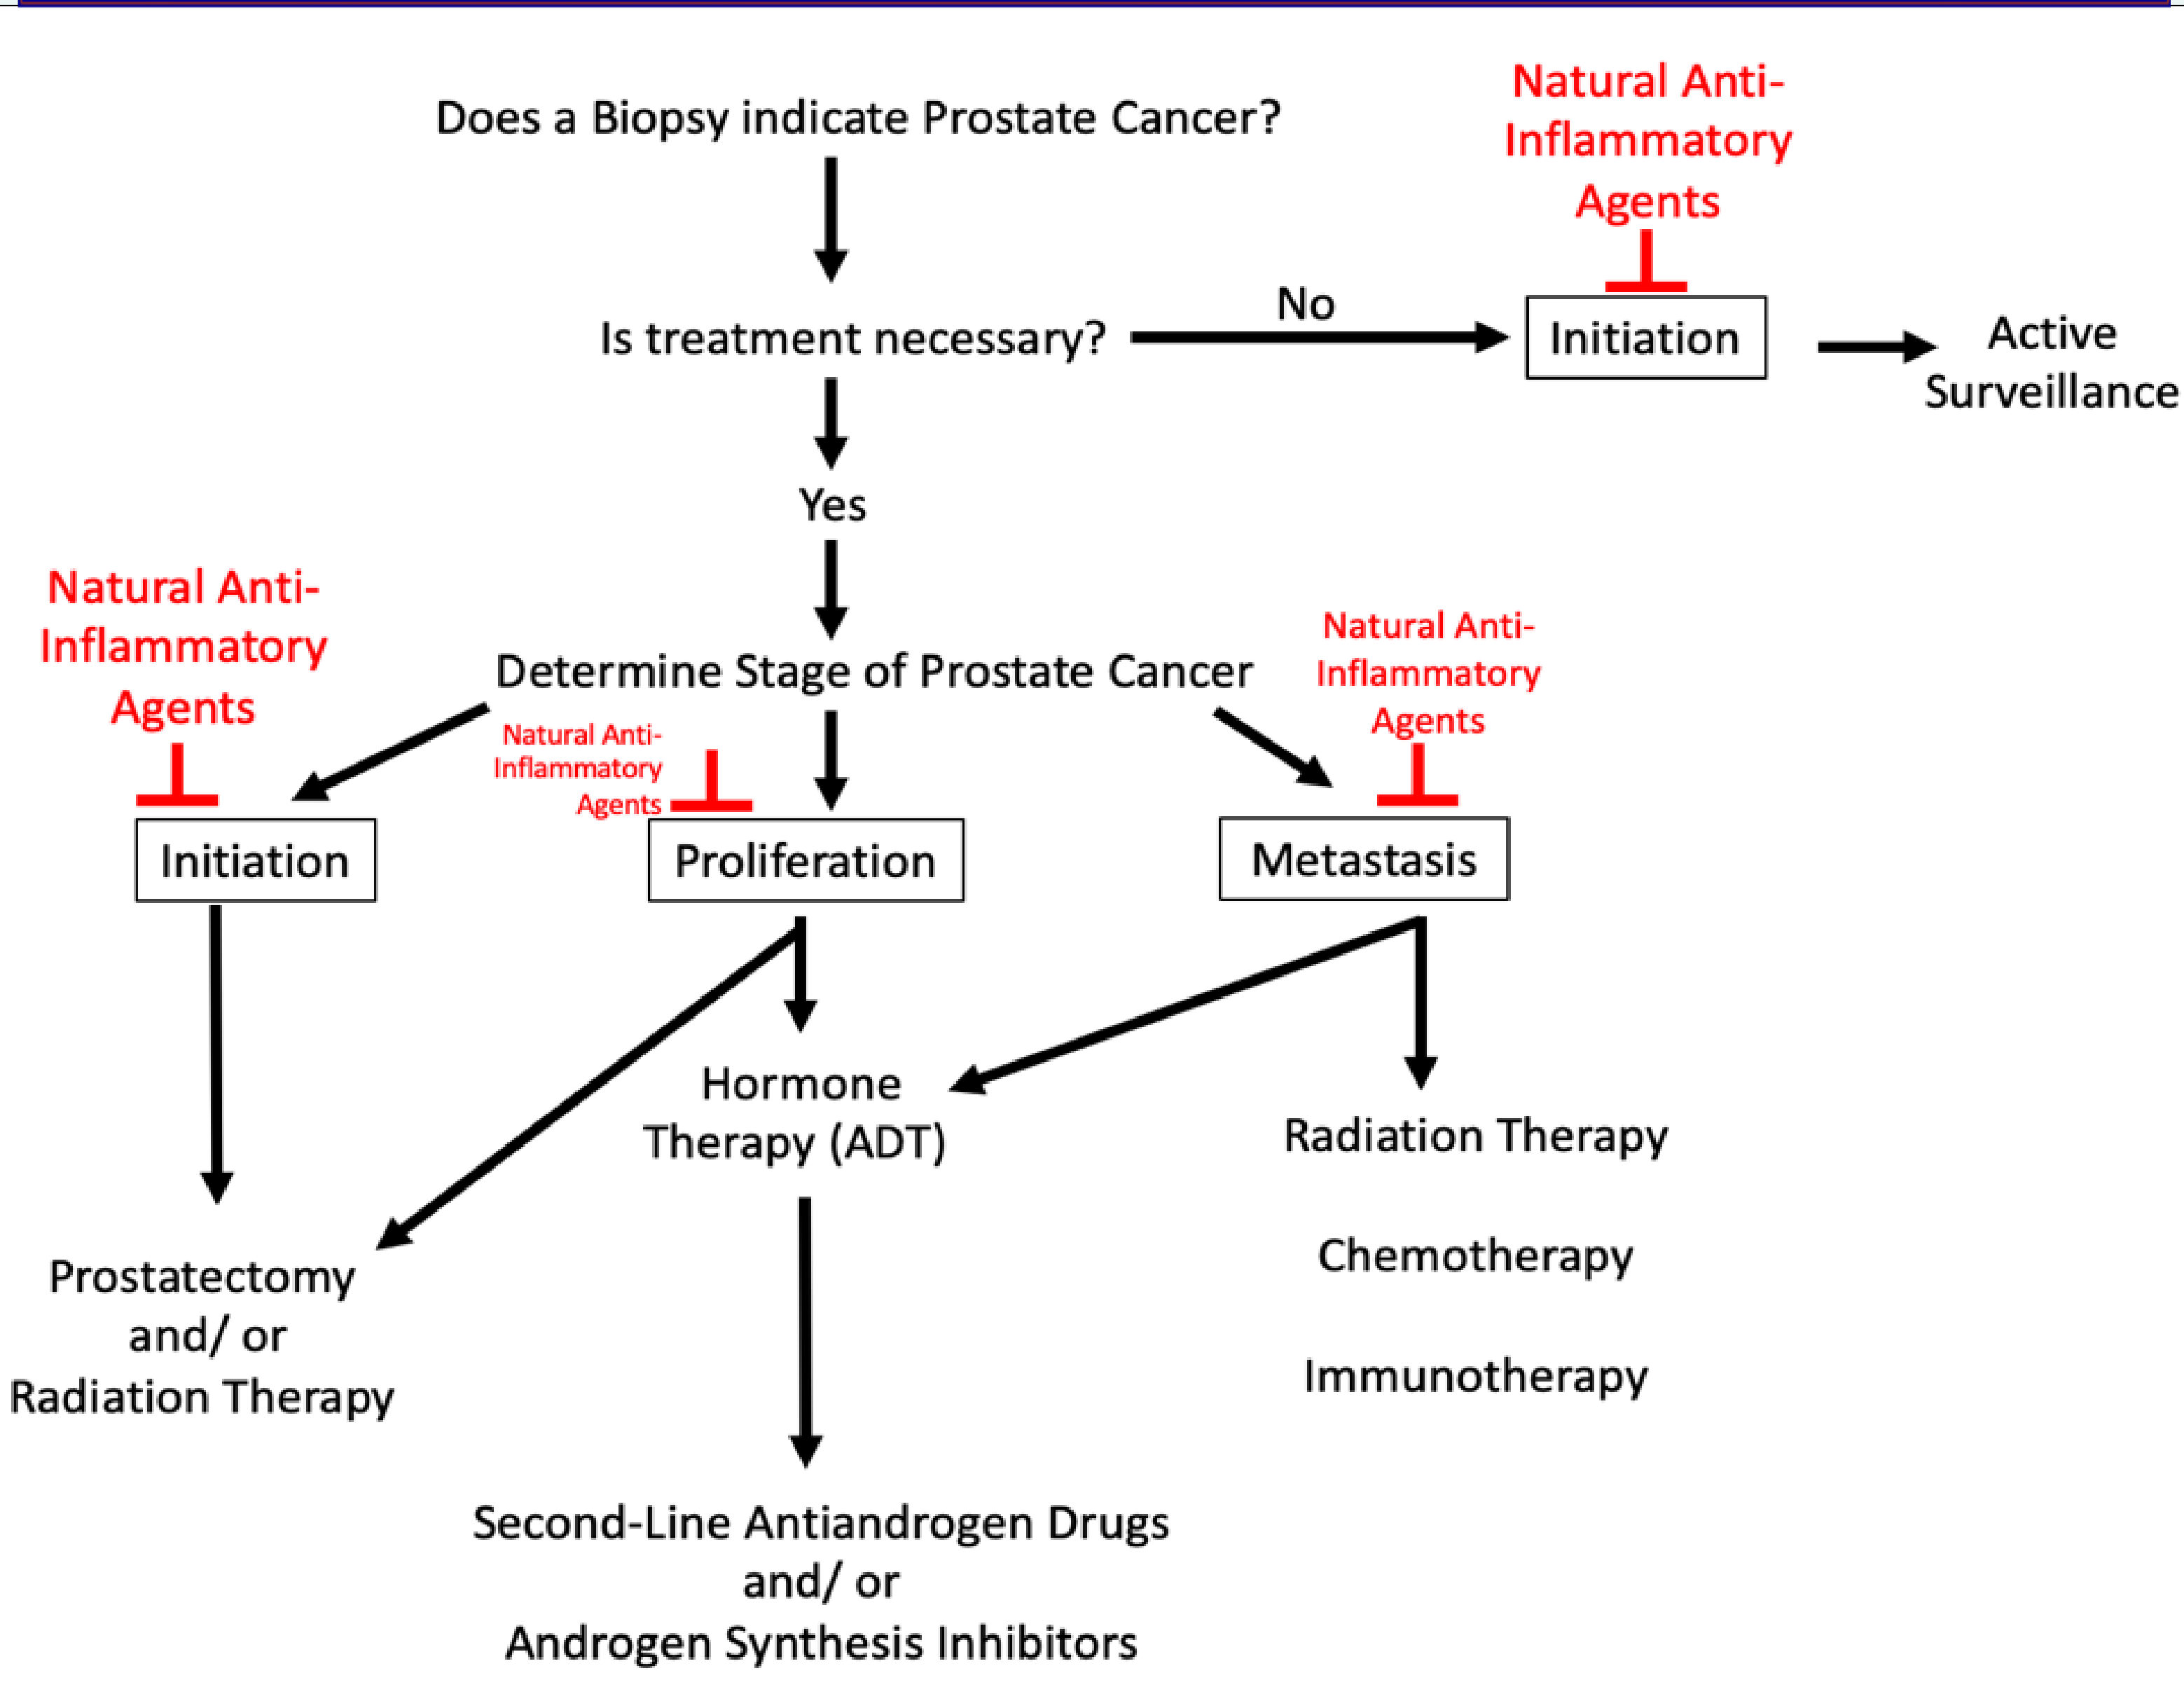 Does a Biopsy indicate Prostate Cancer?
Natural Anti-
Inflammatory
Agents
Is treatment necessary?
No
Initiation
Active
Surveillance
Yes
Natural Anti-
Inflammatory
Agents
Determine Stage of Prostate Cancer
Natural Anti-
Inflammatory
Agents
Natural Anti-
Inflammatory
Agents
Initiation
Proliferation
Metastasis
Hormone
Therapy (ADT)
Radiation Therapy
Chemotherapy
Immunotherapy
Prostatectomy
and/ or
Radiation Therapy
Second-Line Antiandrogen Drugs
and/ or
Androgen Synthesis Inhibitors